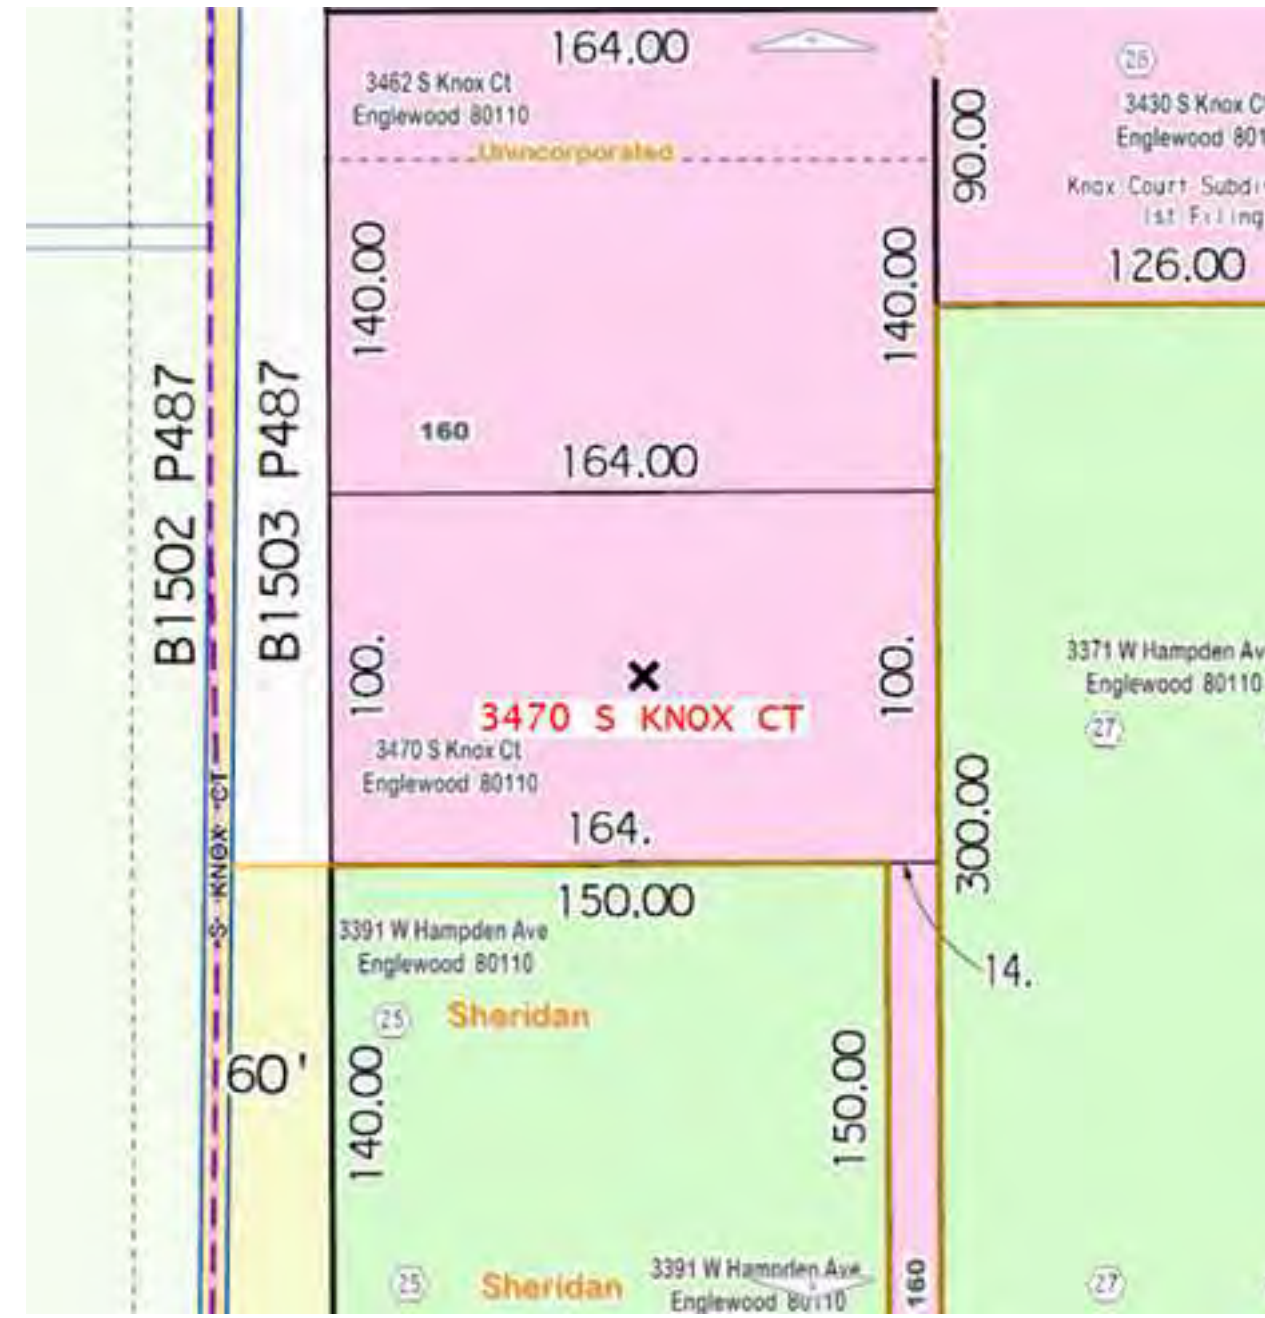 164.00
3462 S Knox Ct
Englewood 80110
Unincorporated
90.00
26
3430 S Knox C
Englewood 801
Knox Court Subdi
1st Filing
126.00
140.00
140.00
160
164.00
B1502 P487
B1503 P487
100.
100.
3470 S KNOX CT
3470 S Knox Ct
Englewood 80110
164.
3371 W Hampden Av
Englewood 80110
27
300.00
S KNOX CT
150.00
3391 W Hampden Ave
Englewood 80110
14.
25
Sheridan
60'
140.00
150.00
25
Sheridan
3391 W Hampden Ave
Englewood 80110
160
27